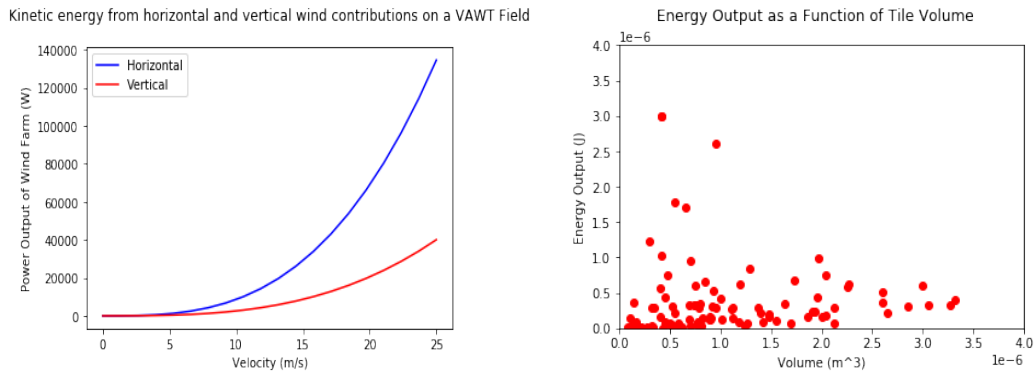 Kinetic energy from horizontal and vertical wind contributions on a VAWT Field
140000
120000
100000
80000
60000
40000
20000
0
Power Output of Wind Farm (W)
Horizontal
Vertical
0 5 10 15 20 25
Velocity (m/s)
Energy Output as a Function of Tile Volume
1e-6
4.0
3.5
3.0
2.5
2.0
1.5
1.0
0.5
0.0
Energy Output (J)
0.0 0.5 1.0 1.5 2.0 2.5 3.0 3.5 4.0
Volume (m^3)
1e-6